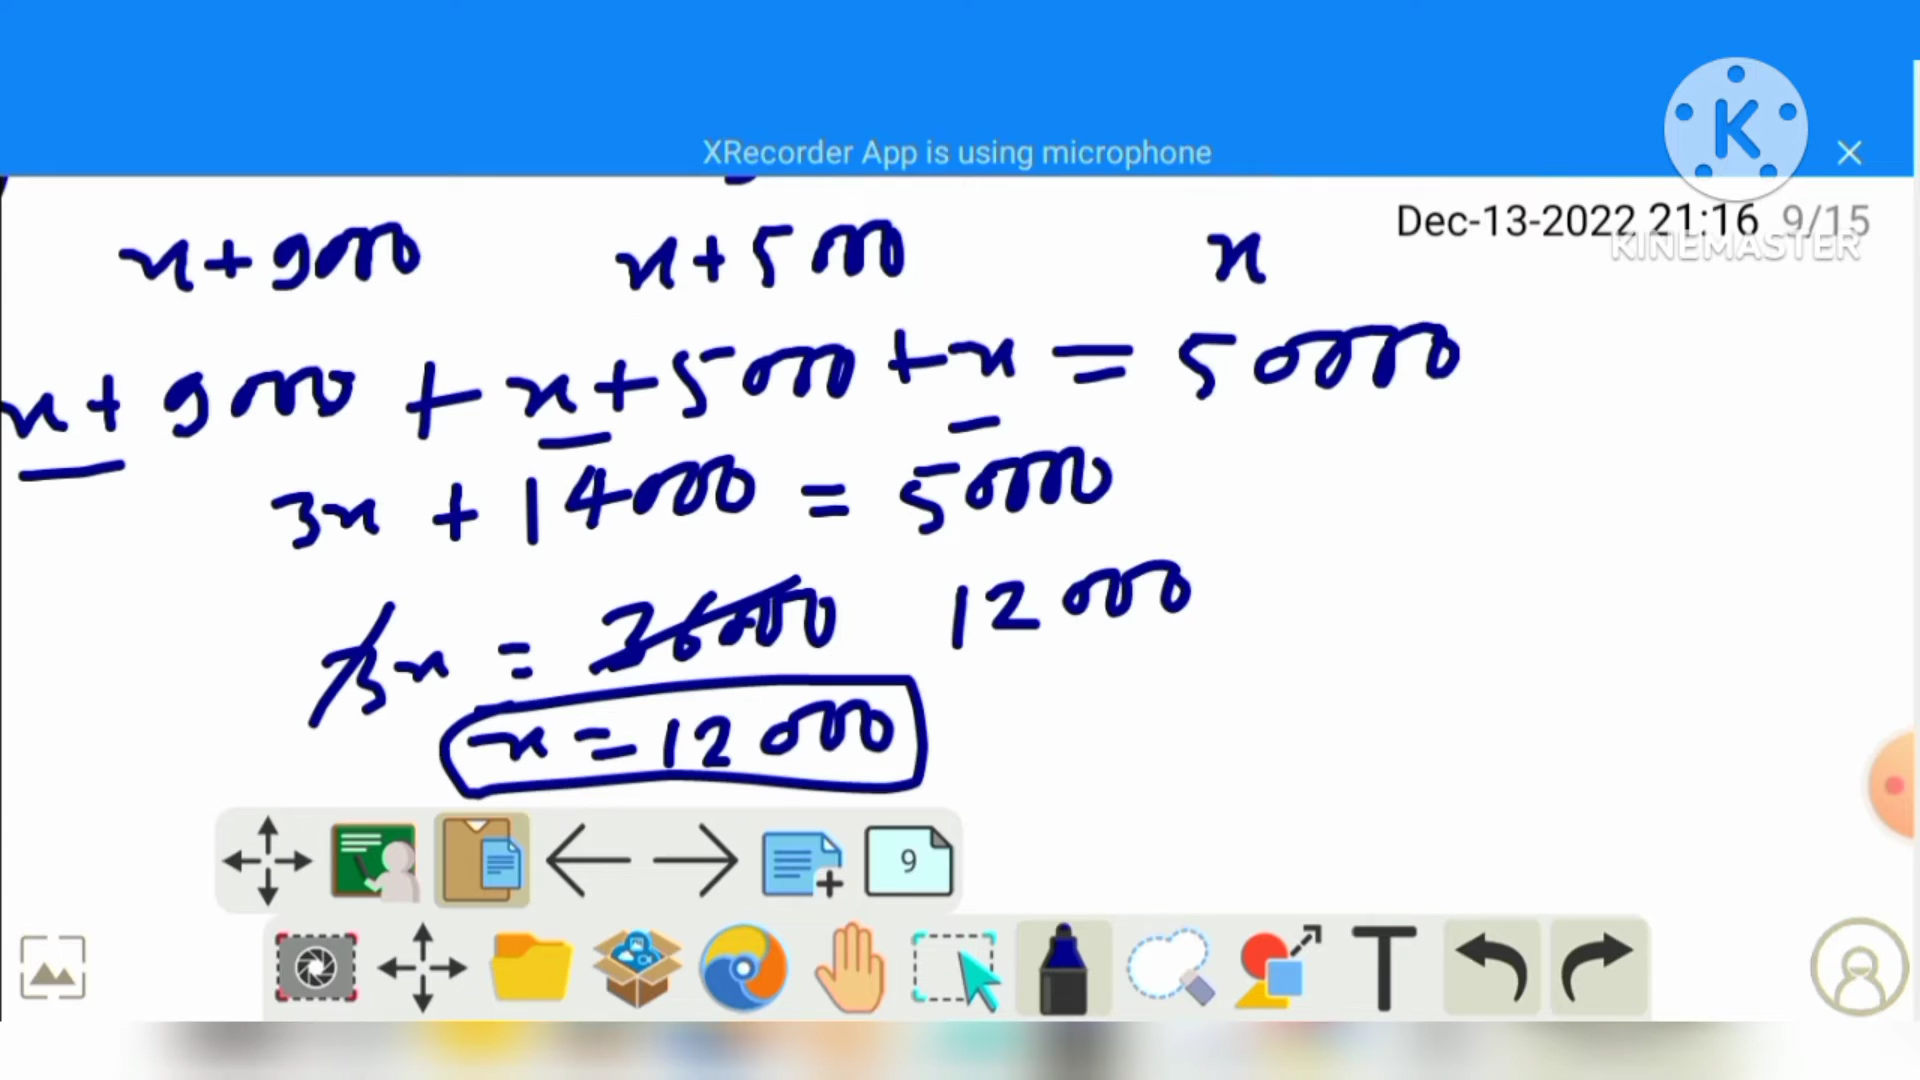 XRecorder App is using microphone
K
KINEMASTER
Dec-13-2022 21:16 9/15
x+9000 x+5000 x
x+9000+x+5000+x=50000
3x+14000=50000
3x=36000 12000
x=12000
9
T